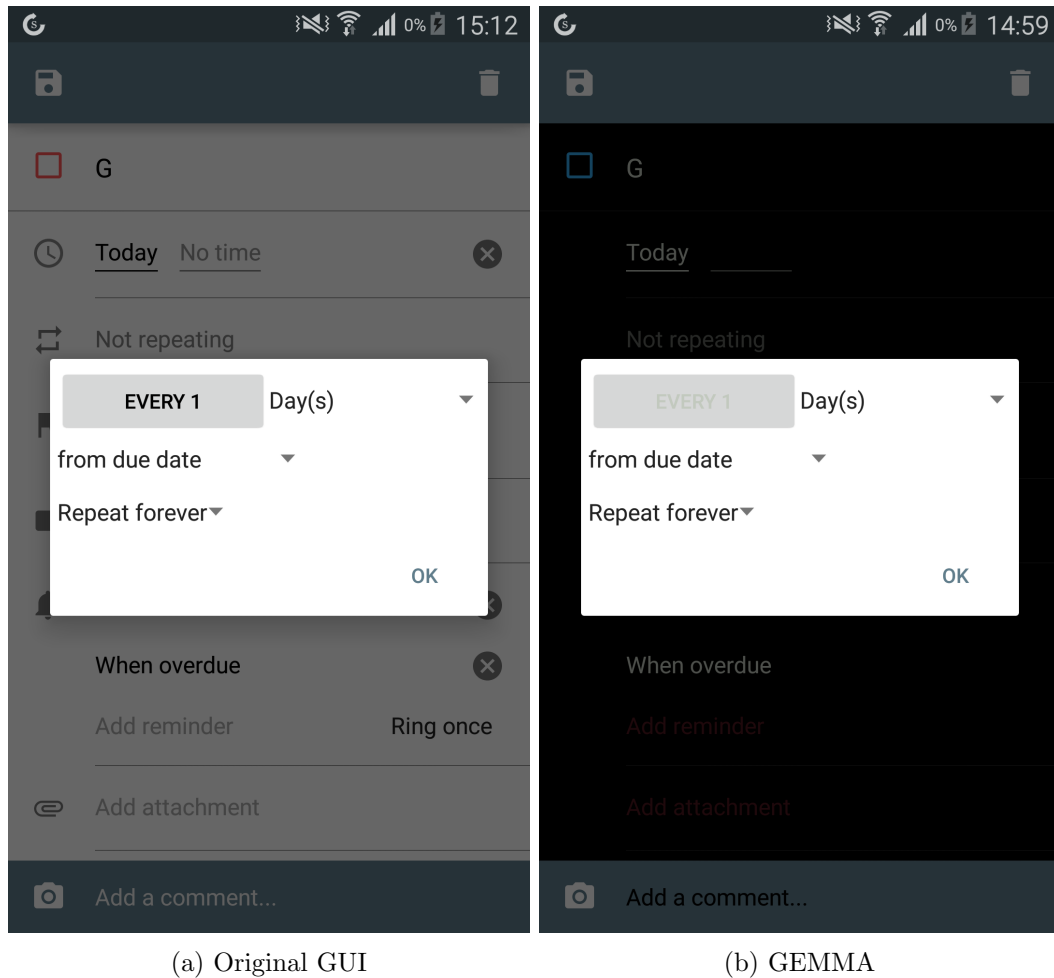 0% 15:12
G
Today No time
Not repeating
EVERY 1 Day(s)
from due date
Repeat forever
OK
When overdue
Add reminder Ring once
Add attachment
Add a comment...
(a) Original GUI
0% 14:59
G
Today
Not repeating
EVERY 1 Day(s)
from due date
Repeat forever
OK
When overdue
Add reminder
Add attachment
Add a comment...
(b) GEMMA